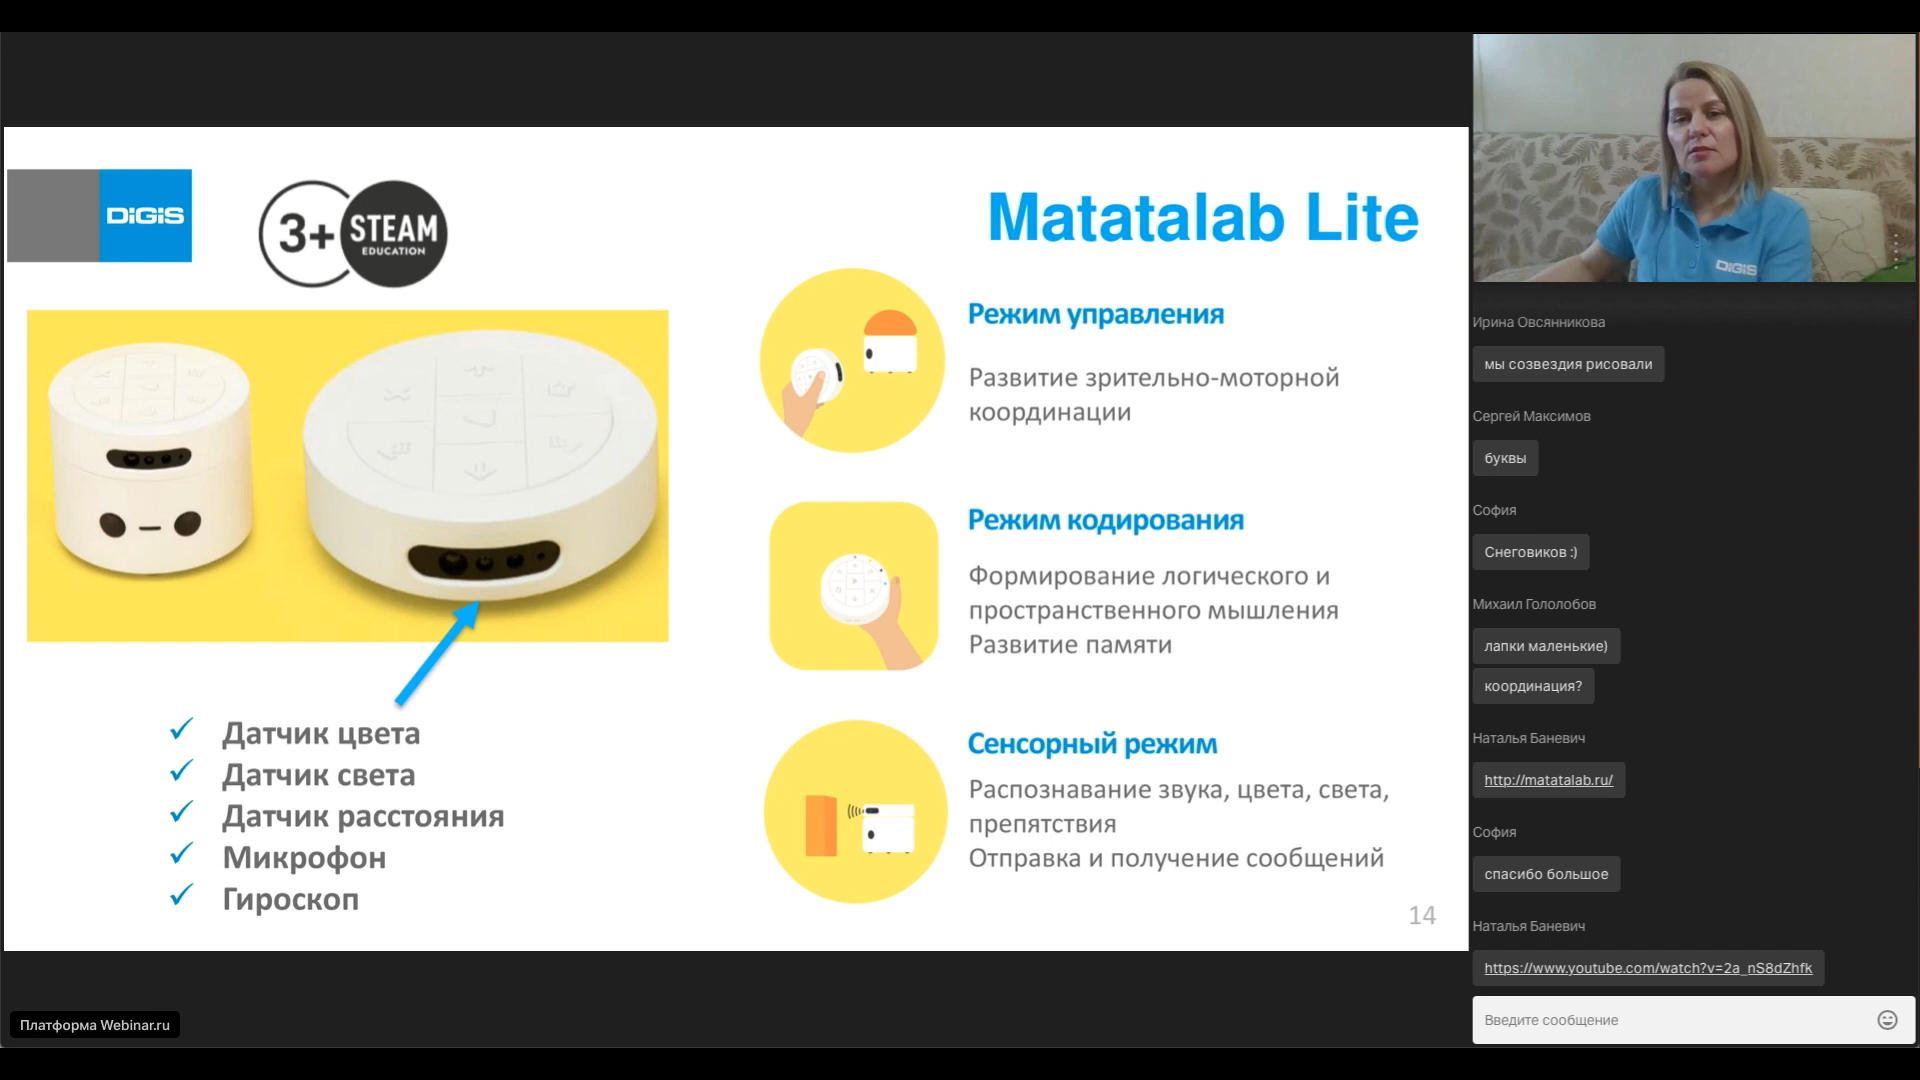 DiGiS
3+
STEAM
EDUCATION
Matatalab Lite
Режим управления
Развитие зрительно-моторной
координации
Режим кодирования
Формирование логического и
пространственного мышления
Развитие памяти
Сенсорный режим
Распознавание звука, цвета, света,
препятствия
Отправка и получение сообщений
Датчик цвета
Датчик света
Датчик расстояния
Микрофон
Гироскоп
14
Платформа Webinar.ru
DiGiS
Ирина Овсянникова
мы созвездия рисовали
Сергей Максимов
буквы
София
Снеговиков :)
Михаил Гололобов
лапки маленькие)
координация?
Наталья Баневич
http://matatalab.ru/
София
спасибо большое
Наталья Баневич
https://www.youtube.com/watch?v=2a_nS8dZhfk
Введите сообщение